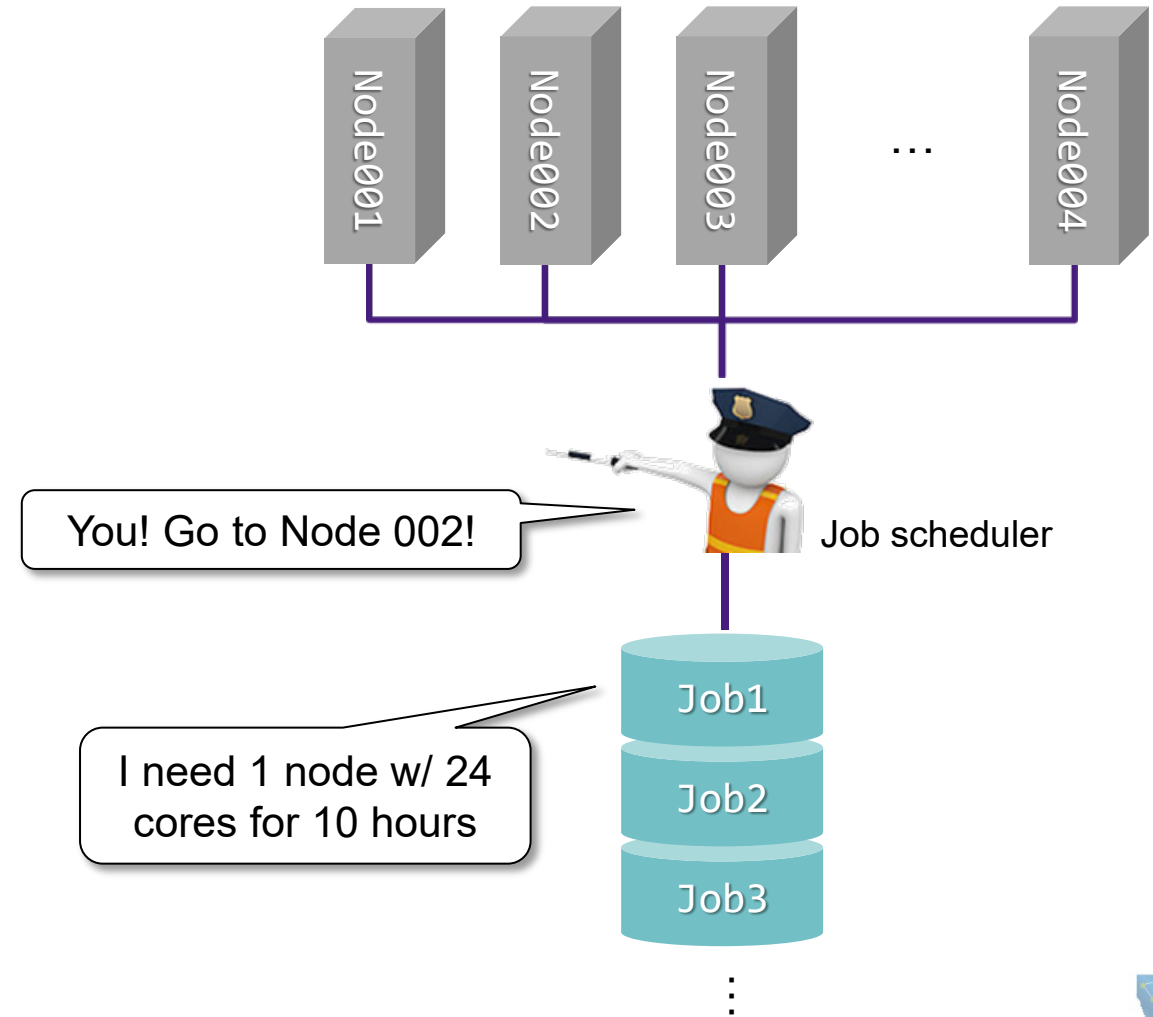 Node001
Node002
Node003
...
Node004
You! Go to Node 002!
Job scheduler
Job1
I need 1 node w/ 24
cores for 10 hours
Job2
Job3
⋮